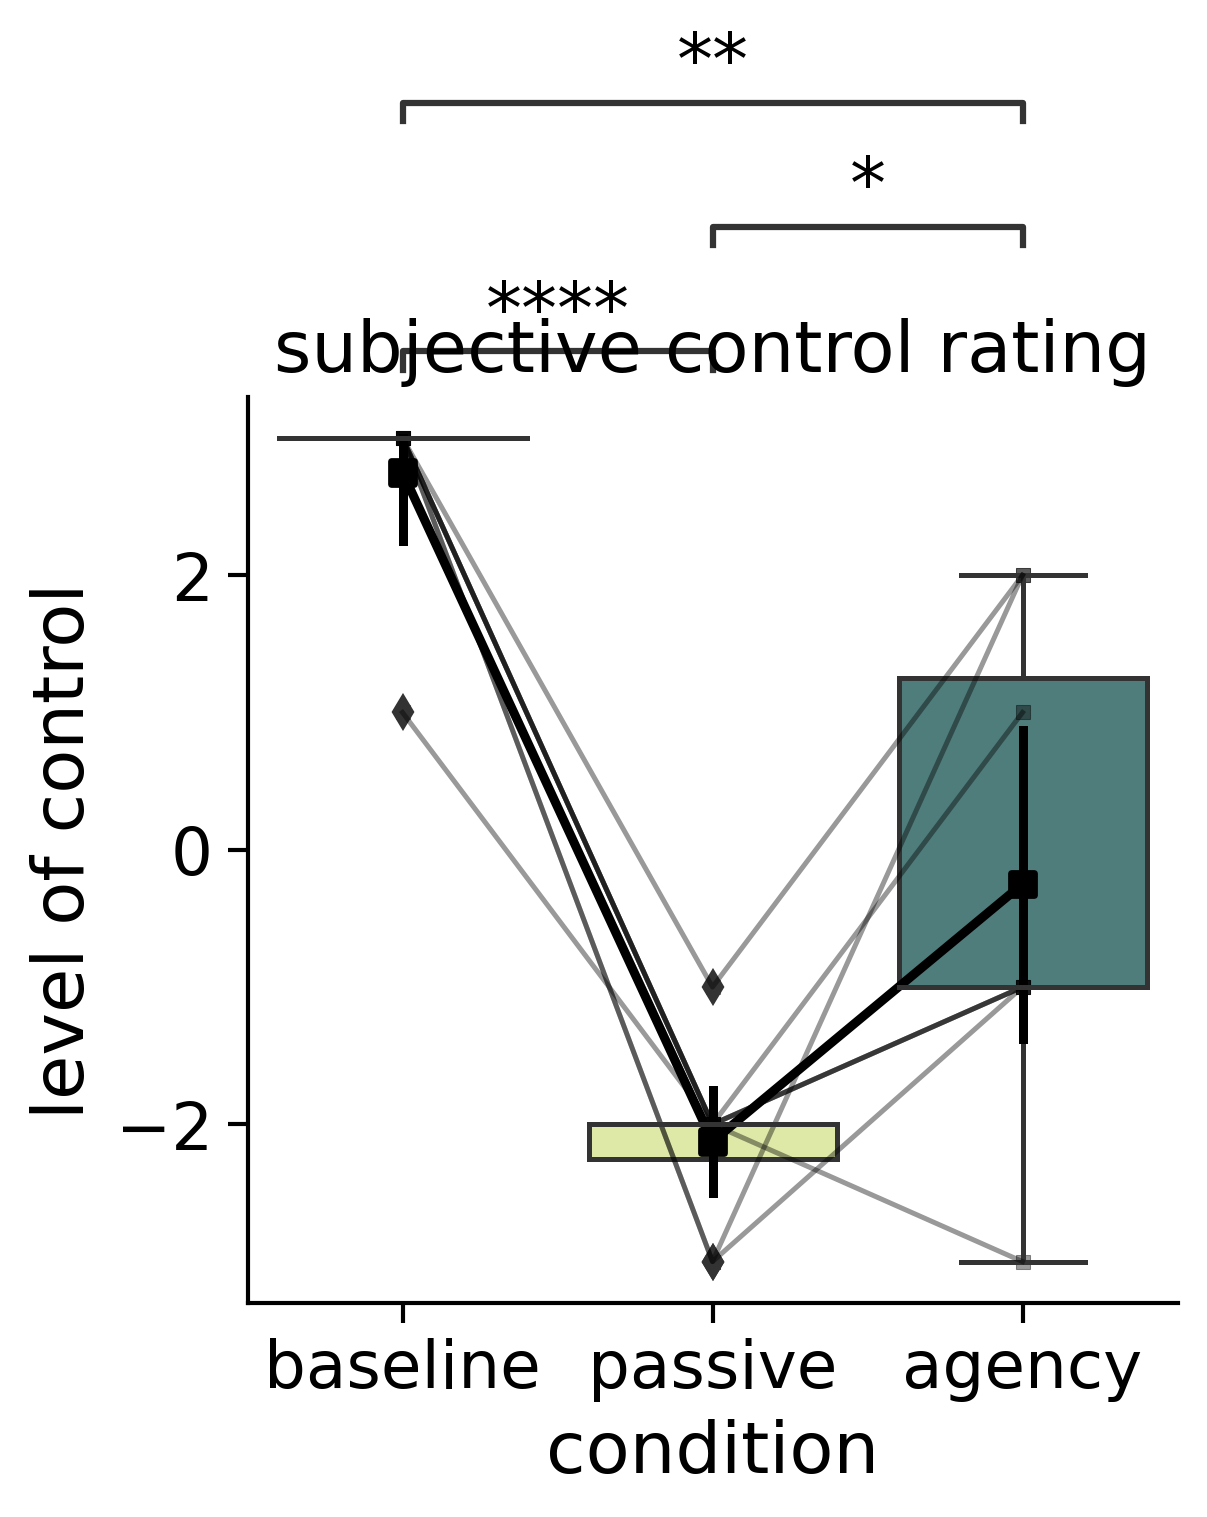 **
*
****
subjective control rating
level of control
2
0
−2
baseline passive agency
condition